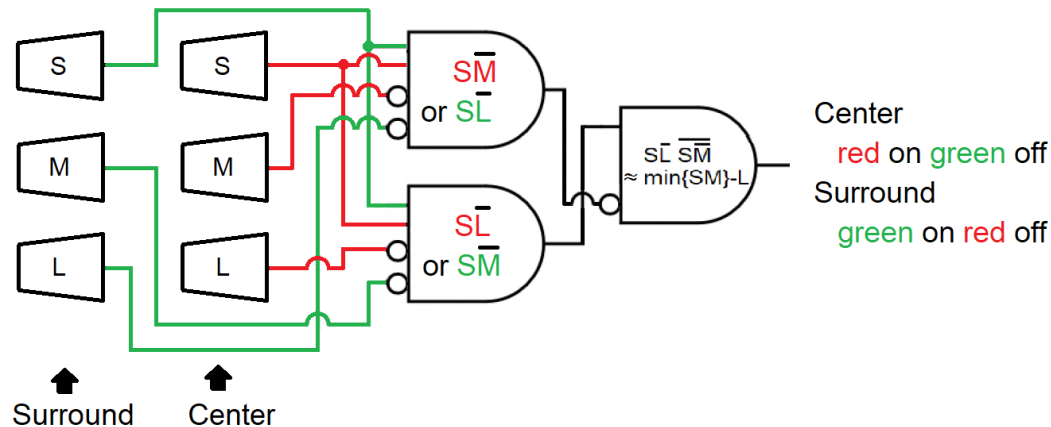 S
S
M
M
L
L
Surround
Center
SM̅
or SL̅
SL̅
or SM̅
SL̅ S̅M̅̅
≈ min{SM}-L
Center
red on green off
Surround
green on red off